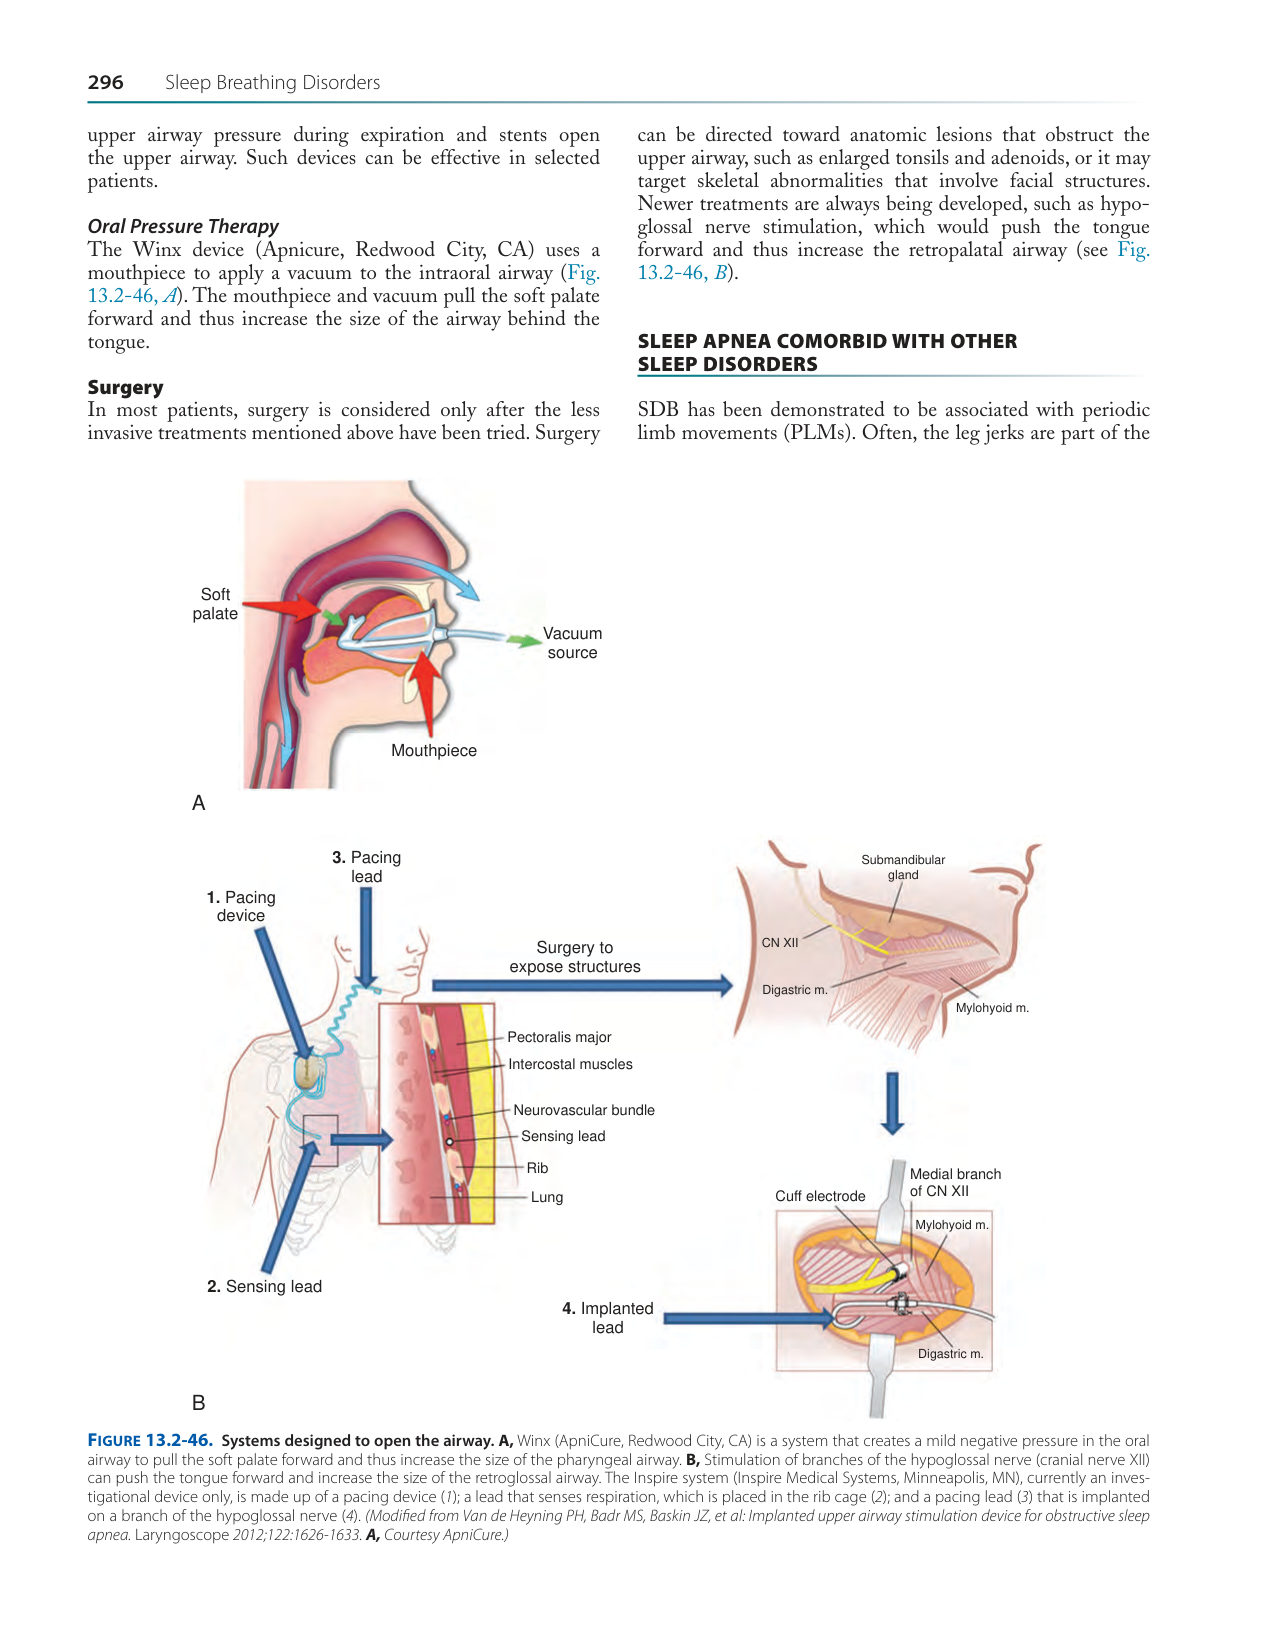 296 Sleep Breathing Disorders
upper airway pressure during expiration and stents open
the upper airway. Such devices can be effective in selected
patients.
Oral Pressure Therapy
The Winx device (Apnicure, Redwood City, CA) uses a
mouthpiece to apply a vacuum to the intraoral airway (Fig.
13.2-46, A). The mouthpiece and vacuum pull the soft palate
forward and thus increase the size of the airway behind the
tongue.
Surgery
In most patients, surgery is considered only after the less
invasive treatments mentioned above have been tried. Surgery
can be directed toward anatomic lesions that obstruct the
upper airway, such as enlarged tonsils and adenoids, or it may
target skeletal abnormalities that involve facial structures.
Newer treatments are always being developed, such as hypo-
glossal nerve stimulation, which would push the tongue
forward and thus increase the retropalatal airway (see Fig.
13.2-46, B).
SLEEP APNEA COMORBID WITH OTHER
SLEEP DISORDERS
SDB has been demonstrated to be associated with periodic
limb movements (PLMs). Often, the leg jerks are part of the
Soft
palate
Vacuum
source
Mouthpiece
A
3. Pacing
lead
1. Pacing
device
Surgery to
expose structures
Submandibular
gland
CN XII
Digastric m.
Mylohyoid m.
Pectoralis major
Intercostal muscles
Neurovascular bundle
Sensing lead
Rib
Lung
2. Sensing lead
Medial branch
of CN XII
Cuff electrode
Mylohyoid m.
4. Implanted
lead
Digastric m.
B
FIGURE 13.2-46. Systems designed to open the airway. A, Winx (ApniCure, Redwood City, CA) is a system that creates a mild negative pressure in the oral
airway to pull the soft palate forward and thus increase the size of the pharyngeal airway. B, Stimulation of branches of the hypoglossal nerve (cranial nerve XII)
can push the tongue forward and increase the size of the retroglossal airway. The Inspire system (Inspire Medical Systems, Minneapolis, MN), currently an inves-
tigational device only, is made up of a pacing device (1); a lead that senses respiration, which is placed in the rib cage (2); and a pacing lead (3) that is implanted
on a branch of the hypoglossal nerve (4). (Modified from Van de Heyning PH, Badr MS, Baskin JZ, et al: Implanted upper airway stimulation device for obstructive sleep
apnea. Laryngoscope 2012;122:1626-1633. A, Courtesy ApniCure.)